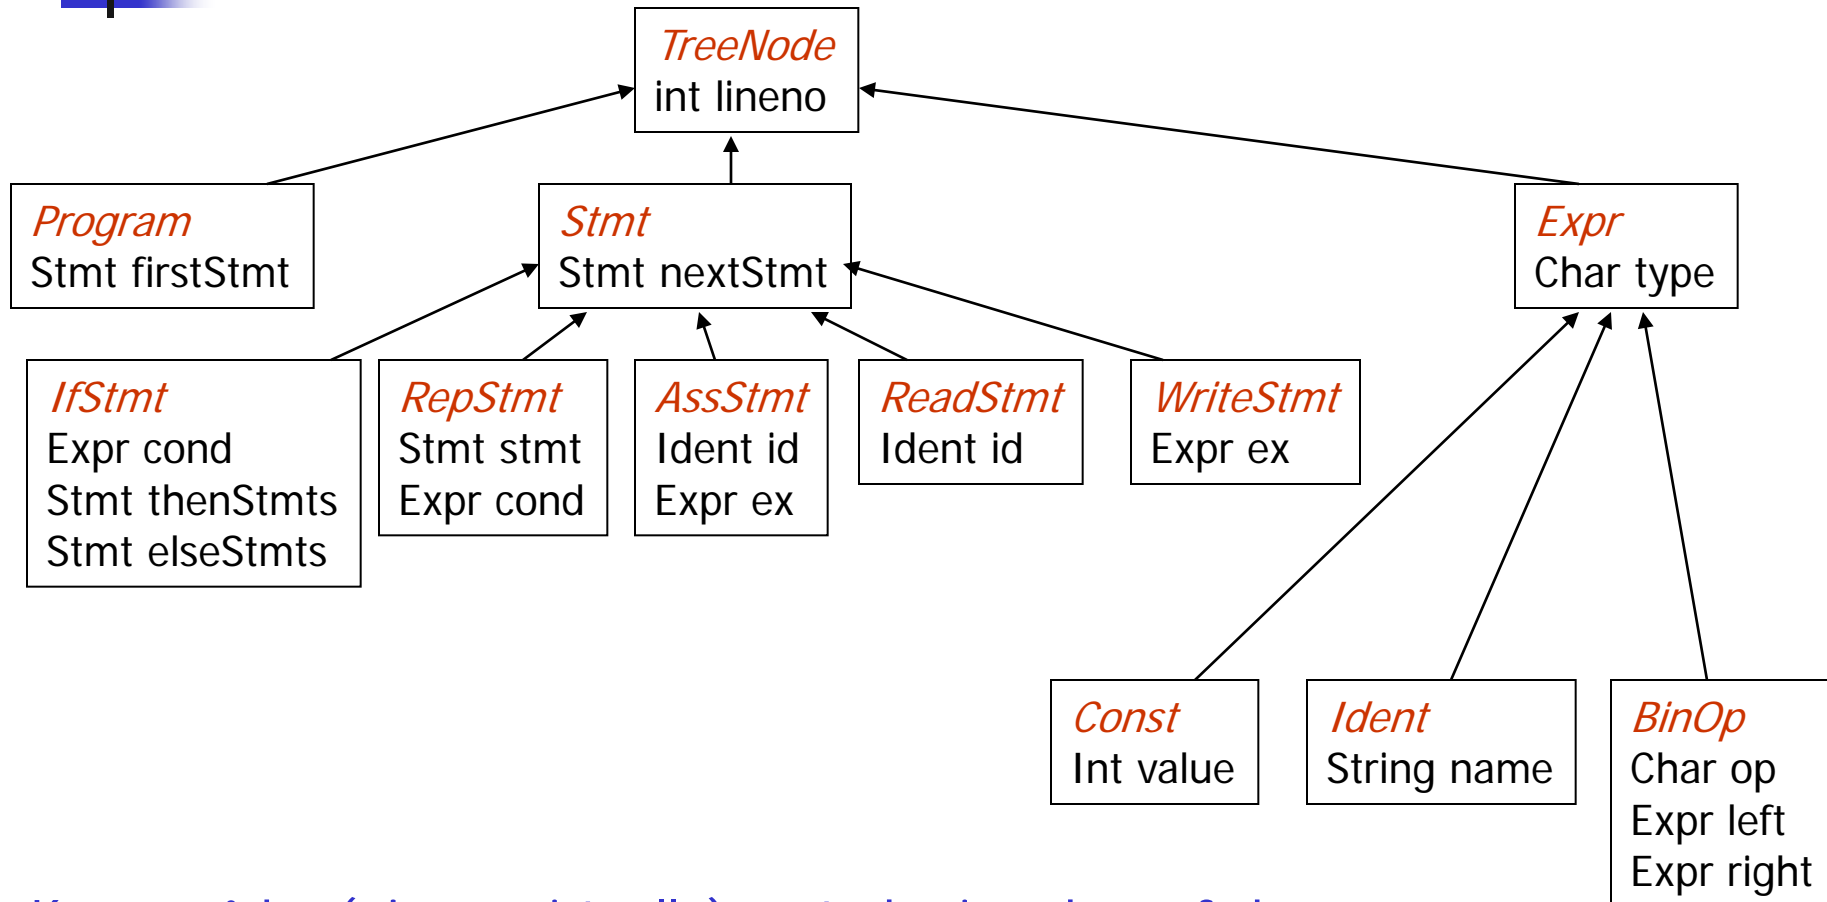 TreeNode
int lineno
Program
Stmt firstStmt
Stmt
Stmt nextStmt
Expr
Char type
IfStmt
Expr cond
Stmt thenStmts
Stmt elseStmts
RepStmt
Stmt stmt
Expr cond
AssStmt
Ident id
Expr ex
ReadStmt
Ident id
WriteStmt
Expr ex
Const
Int value
Ident
String name
BinOp
Char op
Expr left
Expr right